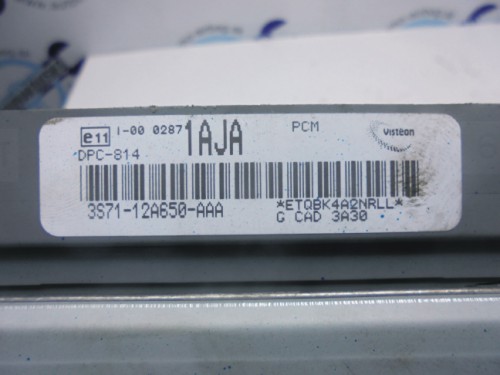 e11 I-00 0287 1AJA PCM visteon
DPC-814
3S71-12A650-AAA *ETQBK4A2NRLL*
G CAD 3A30